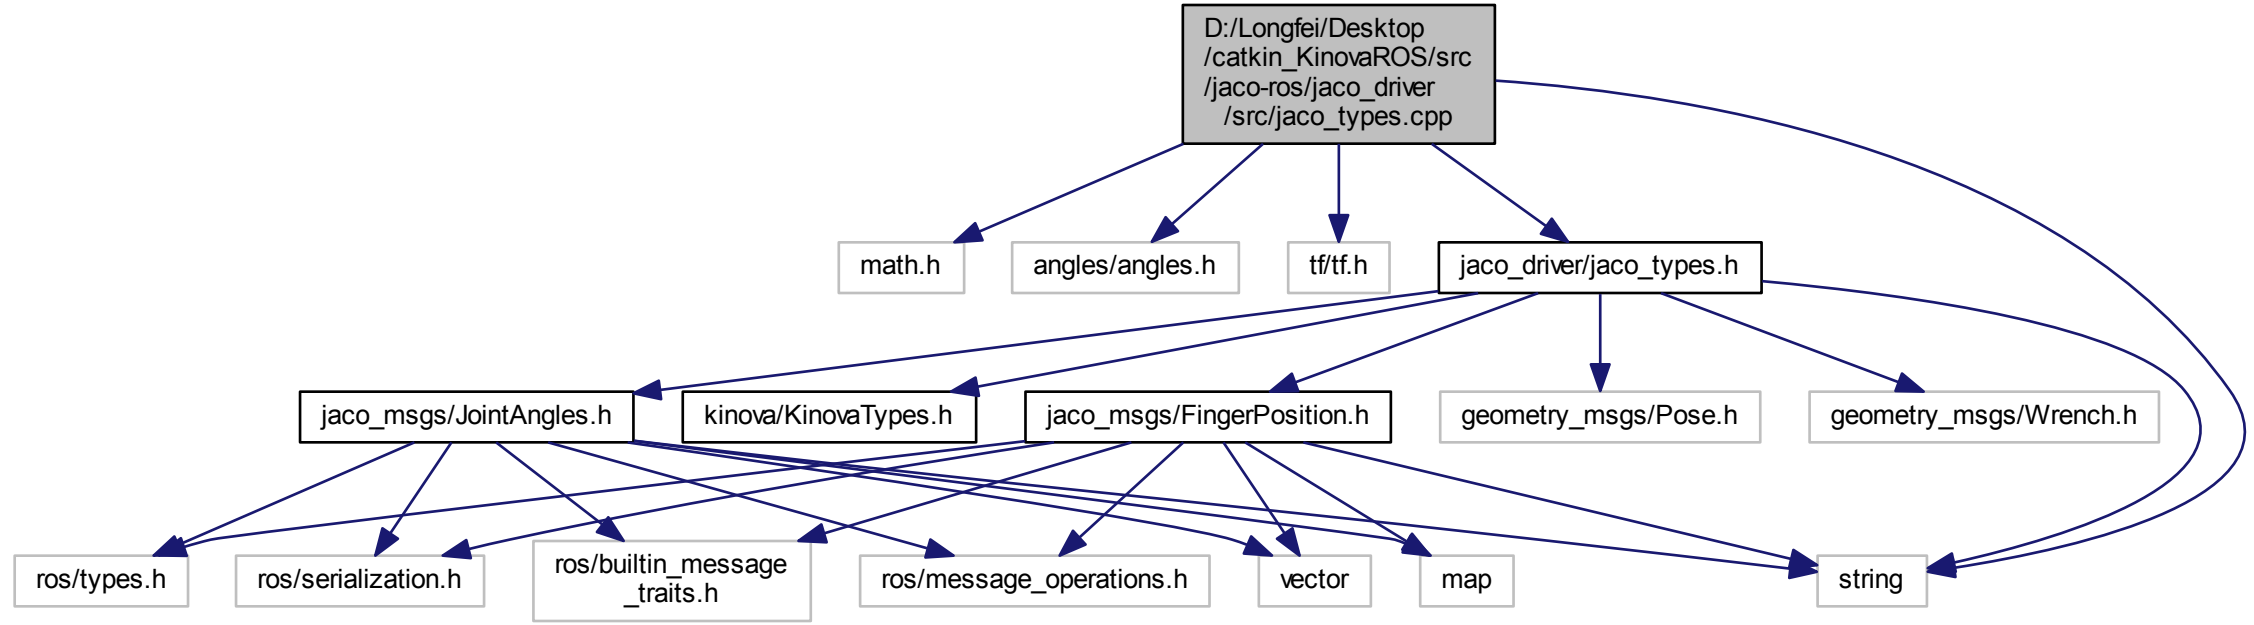 D:/Longfei/Desktop
/catkin_KinovaROS/src
/jaco-ros/jaco_driver
/src/jaco_types.cpp
math.h
angles/angles.h
tf/tf.h
jaco_driver/jaco_types.h
jaco_msgs/JointAngles.h
kinova/KinovaTypes.h
jaco_msgs/FingerPosition.h
geometry_msgs/Pose.h
geometry_msgs/Wrench.h
ros/types.h
ros/serialization.h
ros/builtin_message
_traits.h
ros/message_operations.h
vector
map
string